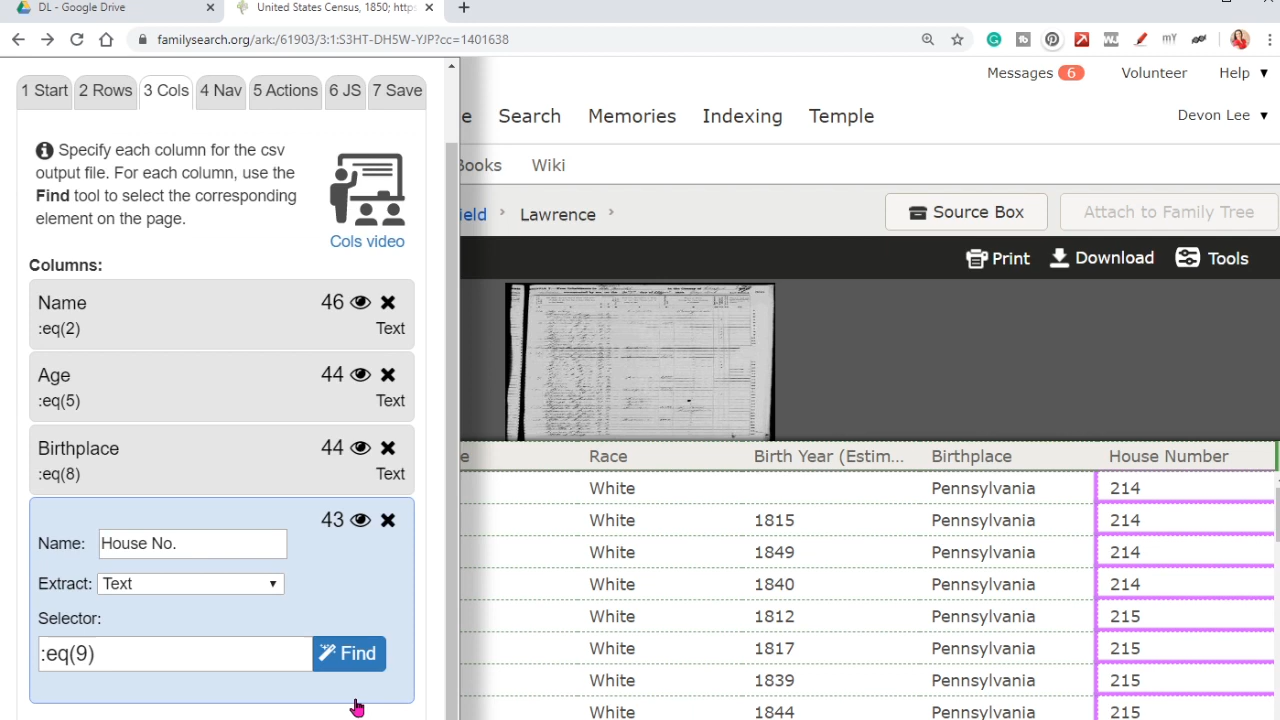 DL - Google Drive
United States Census, 1850; https
familysearch.org/ark:/61903/3:1:S3HT-DH5W-YJP?cc=1401638
1 Start 2 Rows 3 Cols 4 Nav 5 Actions 6 JS 7 Save
Specify each column for the csv
output file. For each column, use the
Find tool to select the corresponding
element on the page.
Cols video
Columns:
Name 46
:eq(2) Text
Age 44
:eq(5) Text
Birthplace 44
:eq(8) Text
43
Name: House No.
Extract: Text
Selector:
:eq(9) Find
Messages 6 Volunteer Help
e Search Memories Indexing Temple
Devon Lee
Books Wiki
ield Lawrence
Source Box Attach to Family Tree
Print Download Tools
e Race Birth Year (Estim... Birthplace House Number
White Pennsylvania 214
White 1815 Pennsylvania 214
White 1849 Pennsylvania 214
White 1840 Pennsylvania 214
White 1812 Pennsylvania 215
White 1817 Pennsylvania 215
White 1839 Pennsylvania 215
White 1844 Pennsylvania 215